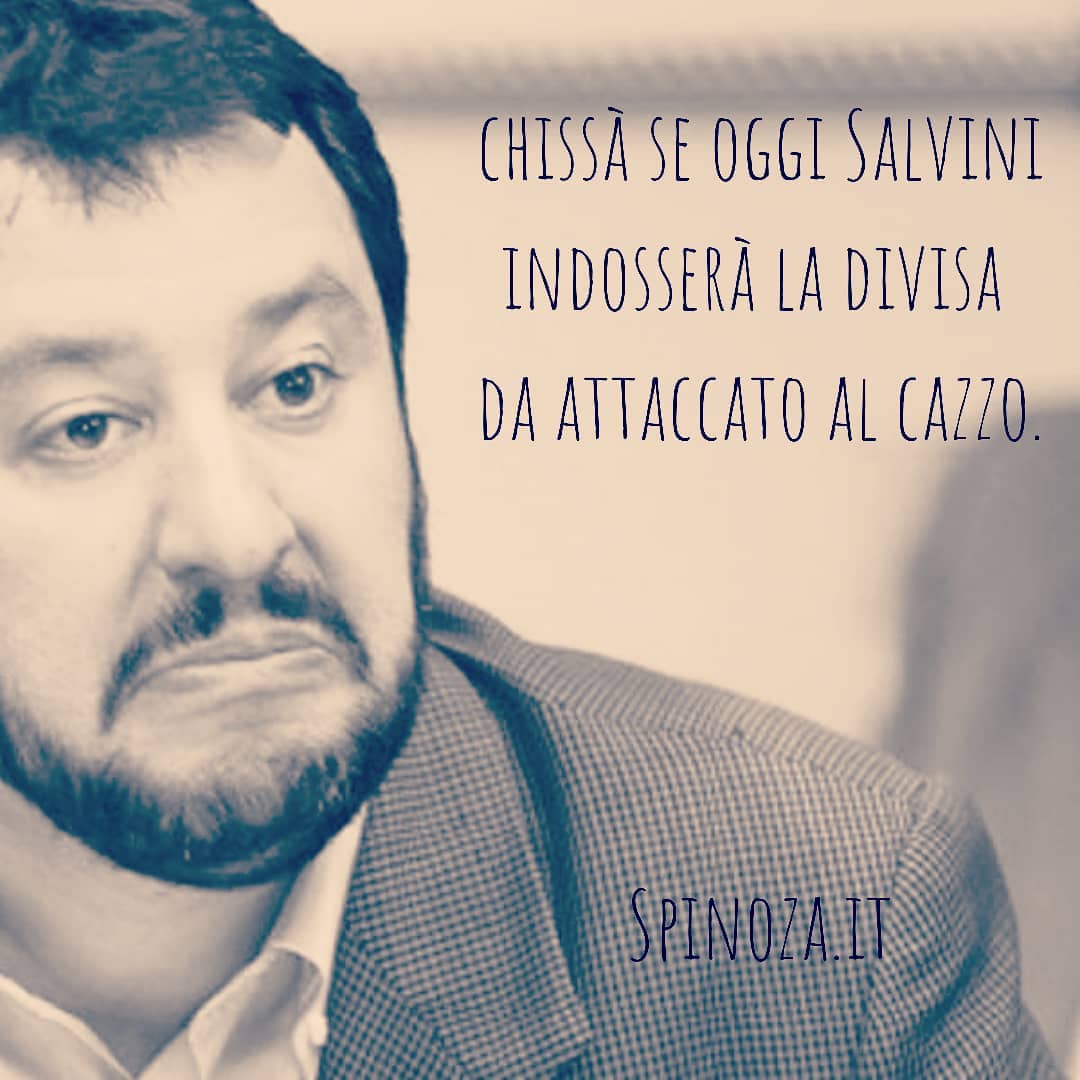 CHISSÀ SE OGGI SALVINI
INDOSSERÀ LA DIVISA
DA ATTACCATO AL CAZZO.
SPINOZA.IT